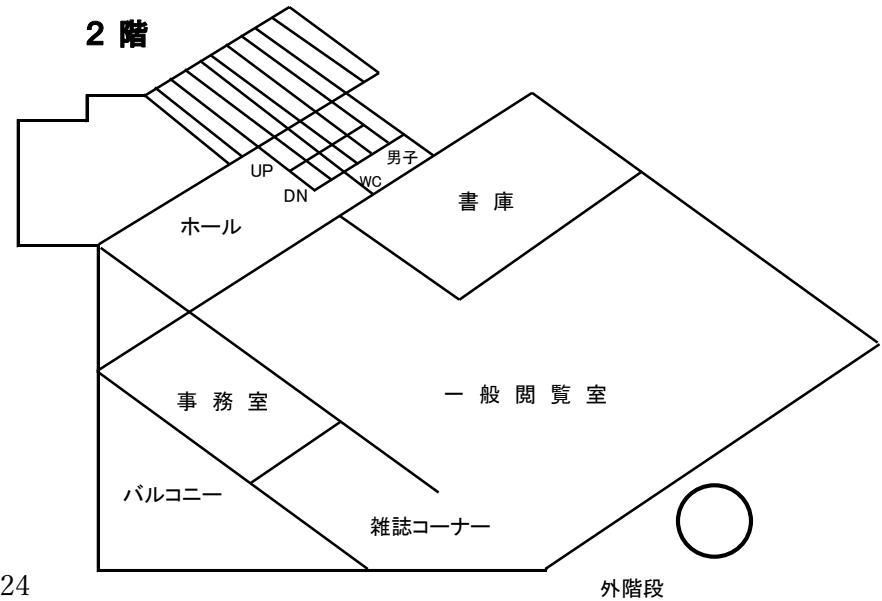 2 階
男子
UP
WC
DN
書 庫
ホール
事 務 室
一 般 閲 覧 室
バルコニー
雑誌コーナー
24
外階段